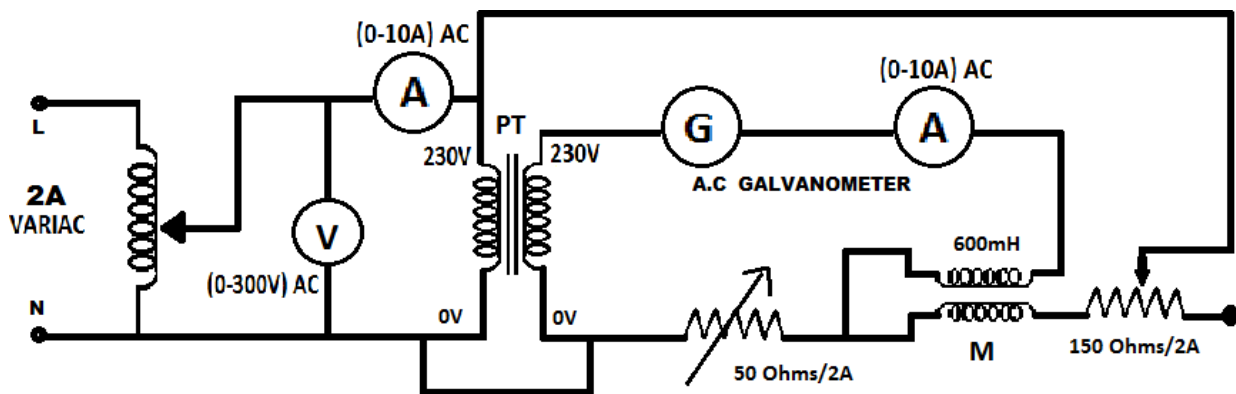 (0-10A) AC
A
(0-10A) AC
L
PT
G
A
230V
230V
A.C GALVANOMETER
2A
VARIAC
V
600mH
(0-300V) AC
N
0V
0V
M
50 Ohms/2A
150 Ohms/2A